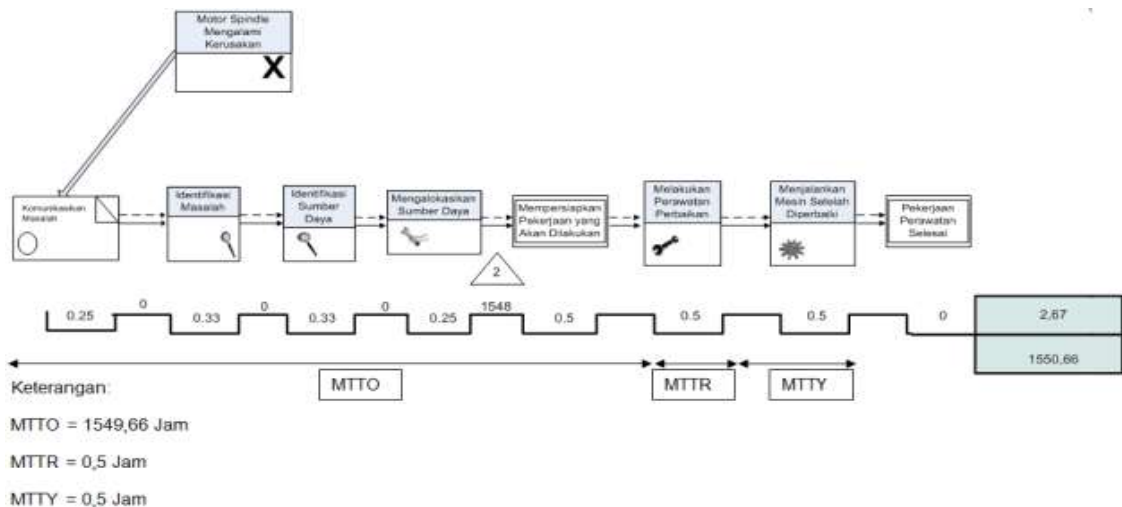 Motor Spindle
Mengalami
Kerusakan
X
Komunikasikan
Masalah
Identifikasi
Masalah
Identifikasi
Sumber
Daya
Mengalokasikan
Sumber Daya
Mempersiapkan
Pekerjaan yang
Akan Dilakukan
Melakukan
Perawatan
Perbaikan
Menjalankan
Mesin Setelah
Diperbaiki
Pekerjaan
Perawatan
Selesai
2
0.25
0
0.33
0
0.33
0
0.25
1548
0.5
0.5
0.5
0
2,67
1550,66
MTTO
MTTR
MTTY
Keterangan:
MTTO = 1549,66 Jam
MTTR = 0,5 Jam
MTTY = 0,5 Jam